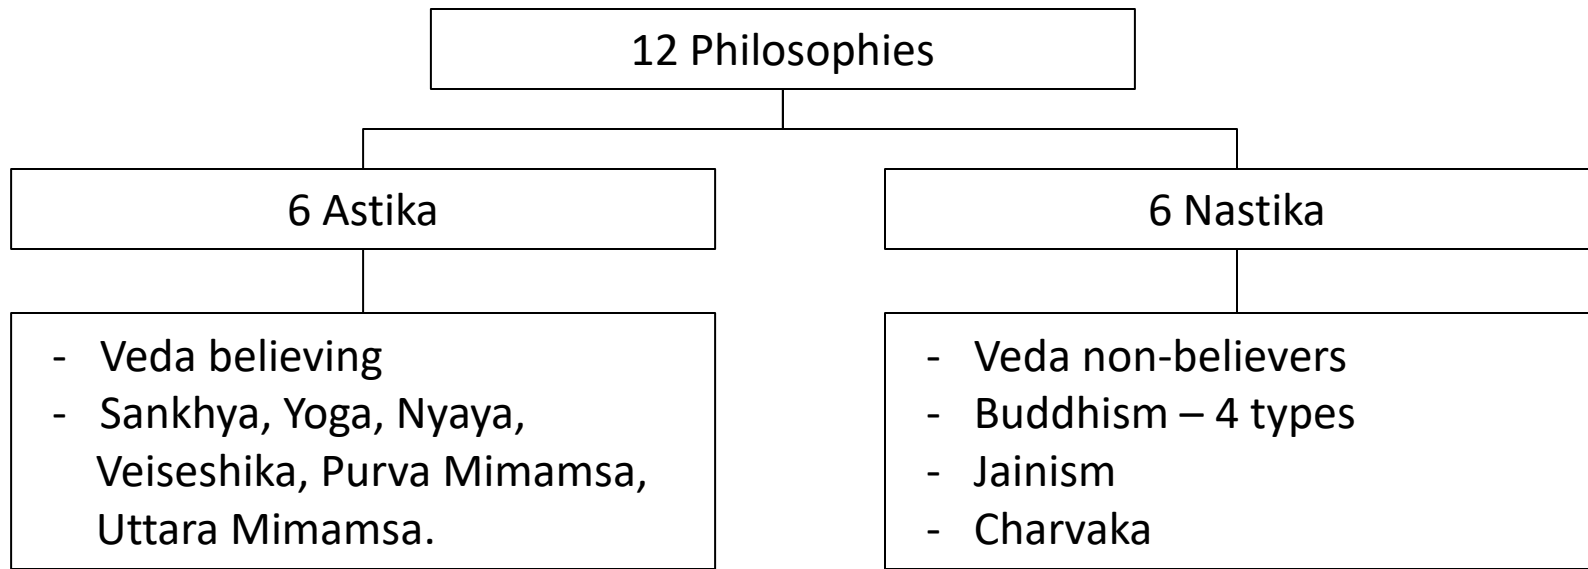 12 Philosophies
6 Astika
6 Nastika
- Veda believing
- Sankhya, Yoga, Nyaya,
Veiseshika, Purva Mimamsa,
Uttara Mimamsa.
- Veda non-believers
- Buddhism – 4 types
- Jainism
- Charvaka